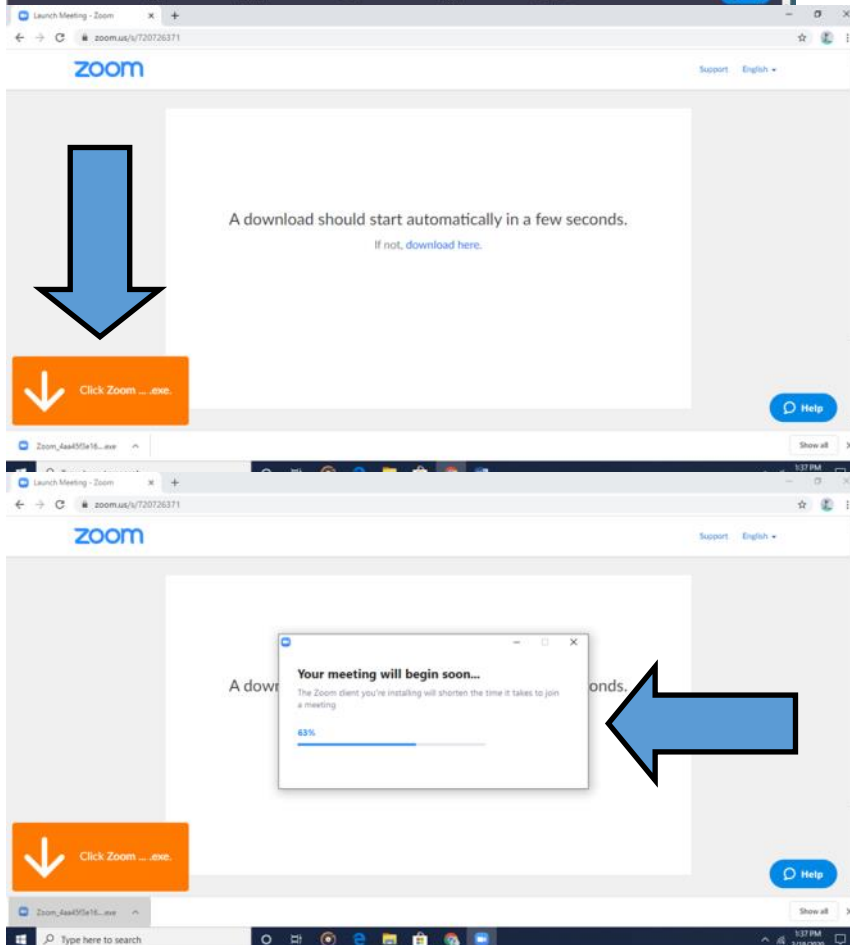 Launch Meeting - Zoom
zoom.us/s/720726371
zoom
Support English
A download should start automatically in a few seconds.
If not, download here.
Click Zoom ... .exe.
Help
Show all
1:37 PM
Launch Meeting - Zoom
zoom.us/s/720726371
zoom
Support English
Your meeting will begin soon...
A down
onds.
The Zoom client you're installing will shorten the time it takes to join
a meeting
63%
Click Zoom ... .exe.
Help
Show all
Type here to search
1:37 PM